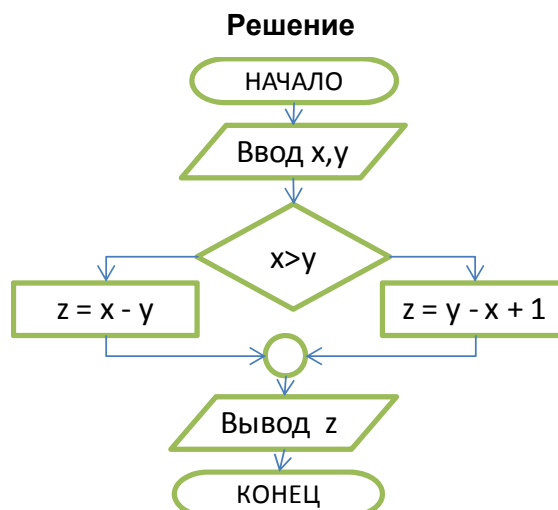 Решение
НАЧАЛО
Ввод x,y
x>y
z = x - y
z = y - x + 1
Вывод z
КОНЕЦ